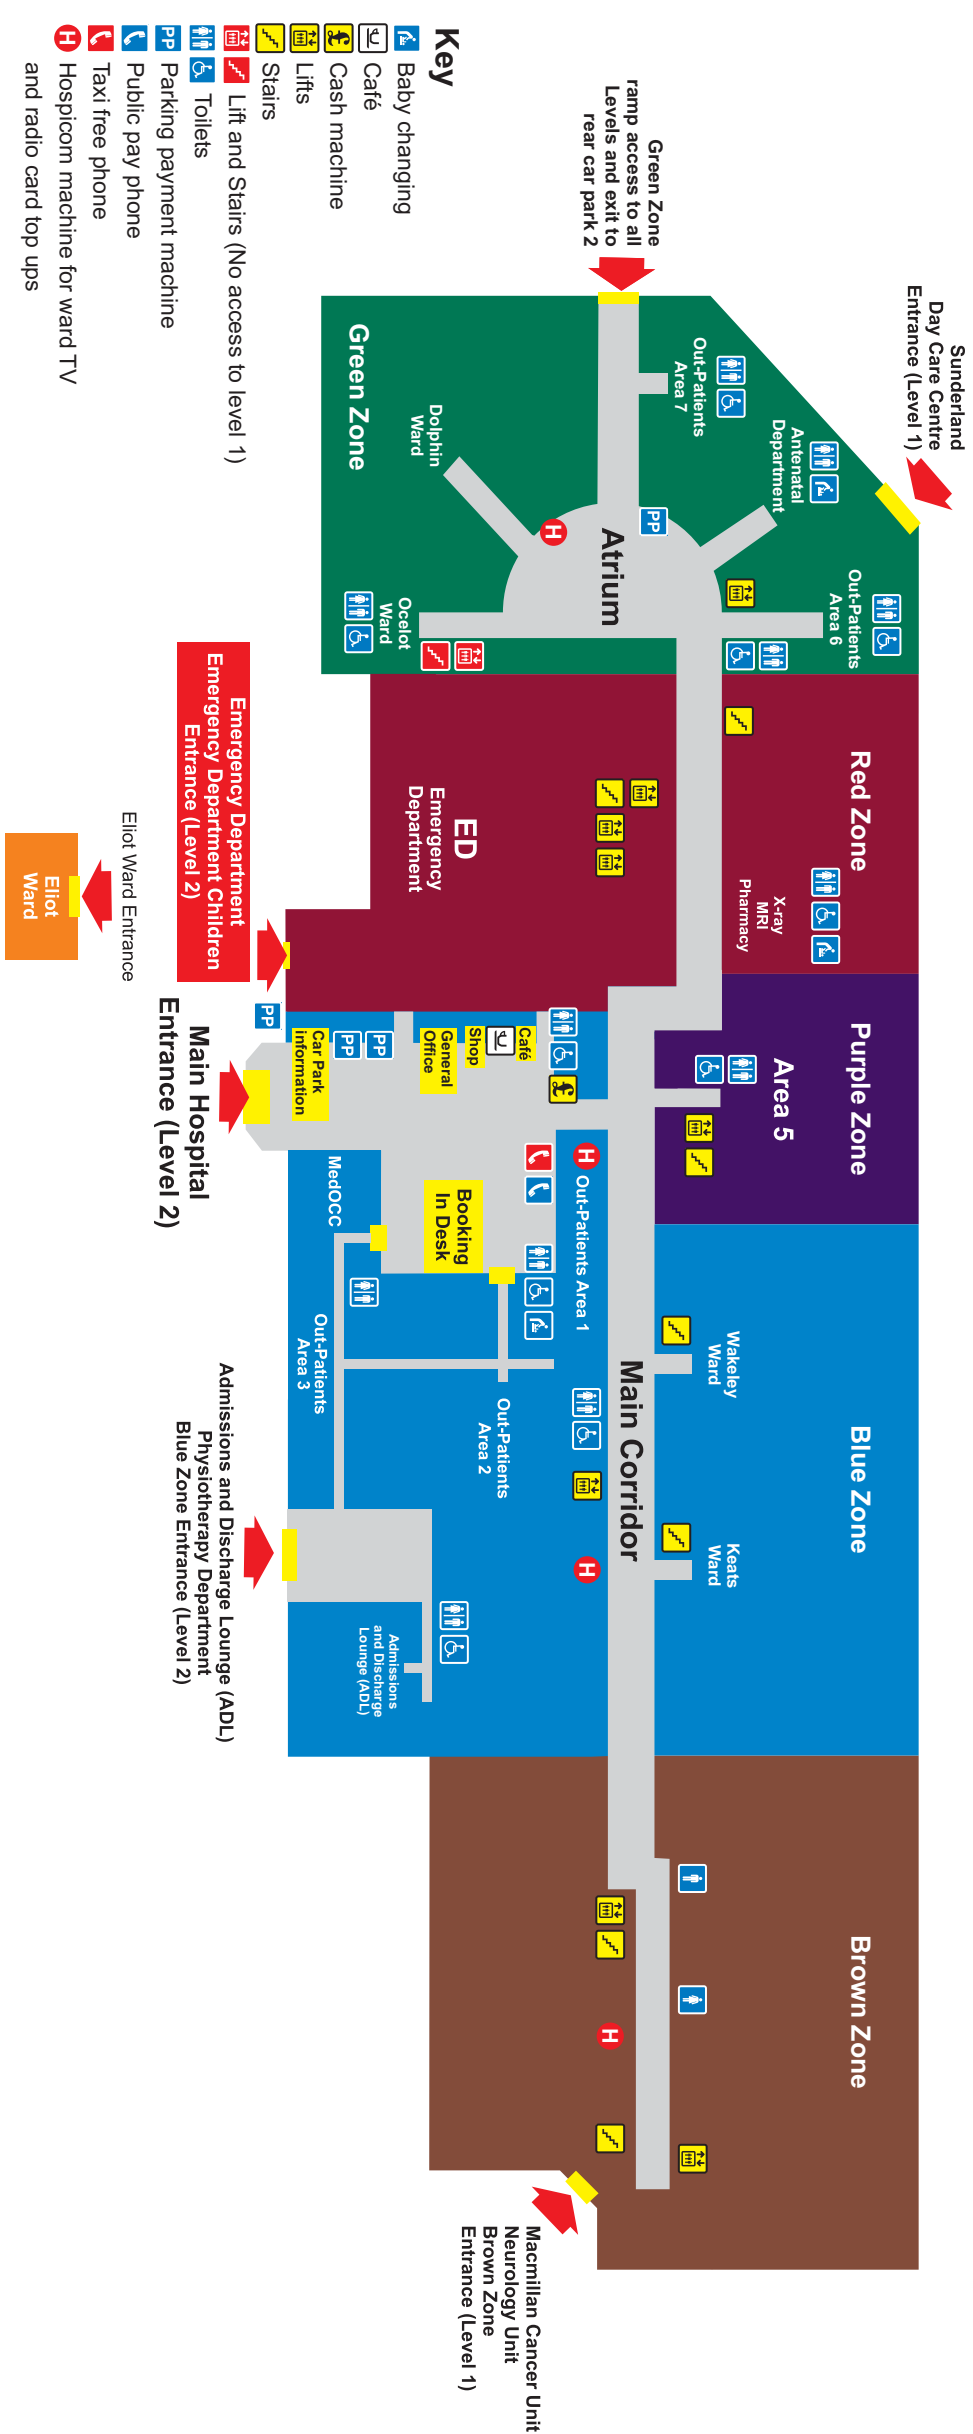 Key
Baby changing
Café
£
Cash machine
Lifts
Stairs
Lift and Stairs (No access to level 1)
Toilets
PP
Parking payment machine
Public pay phone
Taxi free phone
H
Hospicom machine for ward TV
and radio card top ups
Green Zone
ramp access to all
Levels and exit to
rear car park 2
Sunderland
Day Care Centre
Entrance (Level 1)
Green Zone
Out-Patients
Area 7
Antenatal
Department
Out-Patients
Area 6
Dolphin
Ward
PP
H
Atrium
Ocelot
Ward
Red Zone
X-ray
MRI
Pharmacy
ED
Emergency
Department
Emergency Department
Emergency Department Children
Entrance (Level 2)
Eliot Ward Entrance
Eliot
Ward
Purple Zone
Area 5
Café
Shop
General
Office
PP
PP
Car Park
information
PP
£
Main Hospital
Entrance (Level 2)
Blue Zone
H
Out-Patients Area 1
Booking
In Desk
MedOCC
Wakeley
Ward
Main Corridor
Out-Patients
Area 2
Out-Patients
Area 3
Keats
Ward
H
Admissions
and Discharge
Lounge (ADL)
Admissions and Discharge Lounge (ADL)
Physiotherapy Department
Blue Zone Entrance (Level 2)
Brown Zone
H
Macmillan Cancer Unit
Neurology Unit
Brown Zone
Entrance (Level 1)